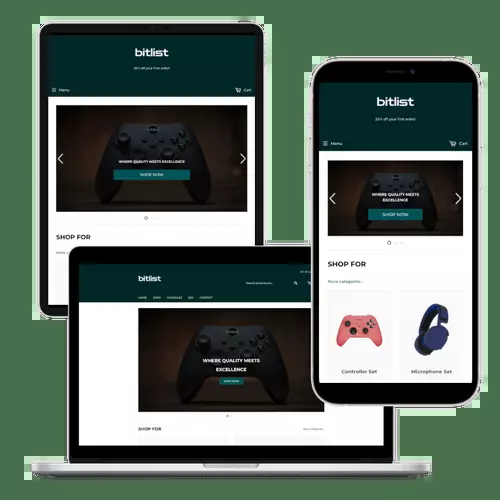 bitlist
20% off your first order!
Menu
Cart
WHERE QUALITY MEETS EXCELLENCE
SHOP NOW
SHOP FOR
bitlist
20% off your first order!
Menu
Cart
WHERE QUALITY MEETS
EXCELLENCE
SHOP NOW
SHOP FOR
More categories ›
Controller Set
Microphone Set
bitlist
HOME
SHOP
CONSOLES
CONTACT
WHERE QUALITY MEETS
EXCELLENCE
SHOP NOW
SHOP FOR
More categories ›